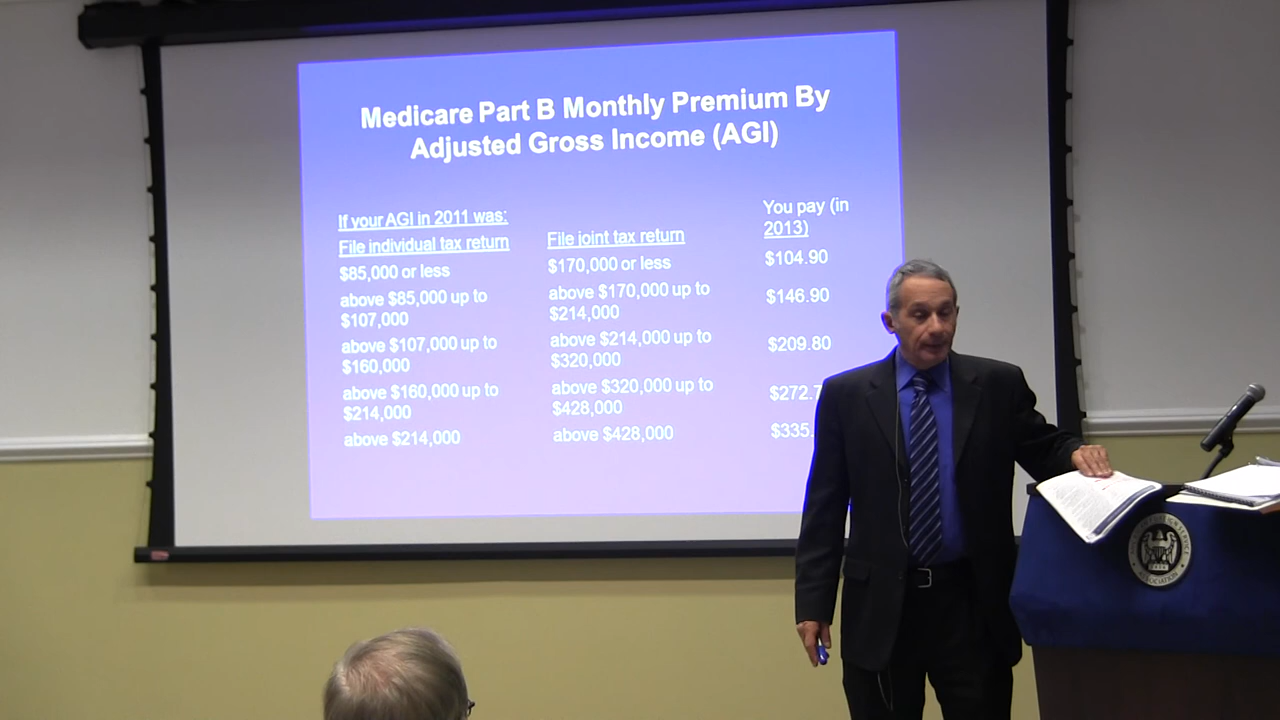 Medicare Part B Monthly Premium By
Adjusted Gross Income (AGI)
If your AGI in 2011 was:
File individual tax return
File joint tax return
You pay (in
2013)
$85,000 or less
$170,000 or less
$104.90
above $85,000 up to
$107,000
above $170,000 up to
$214,000
$146.90
above $107,000 up to
$160,000
above $214,000 up to
$320,000
$209.80
above $160,000 up to
$214,000
above $320,000 up to
$428,000
$272.7
above $214,000
above $428,000
$335.
ASSOCIATION